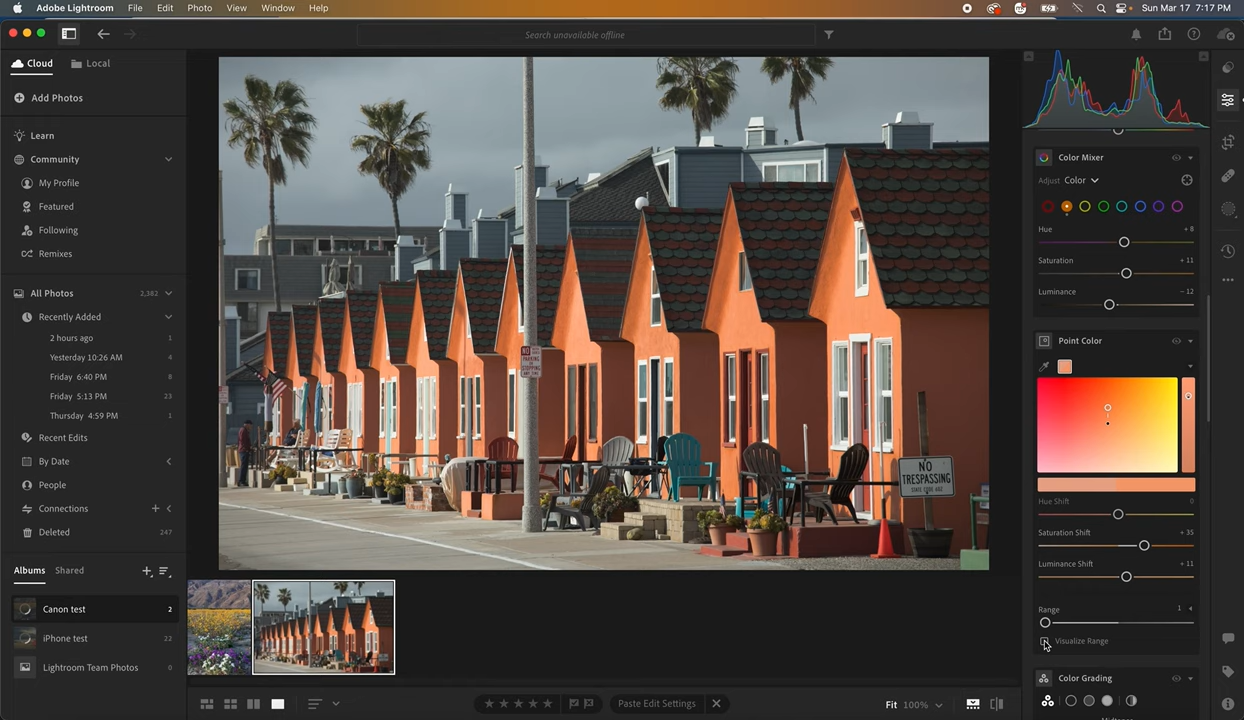 Adobe Lightroom File Edit Photo View Window Help Sun Mar 17 7:17 PM
Search unavailable offline
Cloud Local
Add Photos
Learn
Community
My Profile
Featured
Following
Remixes
All Photos 2,382
Recently Added
2 hours ago 1
Yesterday 10:26 AM 4
Friday 6:40 PM 8
Friday 5:13 PM 23
Thursday 4:59 PM 1
Recent Edits
By Date
People
Connections
Deleted 247
Albums Shared
Canon test 2
iPhone test 22
Lightroom Team Photos 0
NO
PARKING
STOPPING
ANY TIME
NO
TRESPASSING
Paste Edit Settings
Fit 100%
Color Mixer
Adjust Color
Hue + 8
Saturation + 11
Luminance - 12
Point Color
Hue Shift 0
Saturation Shift + 35
Luminance Shift + 11
Range 1
Visualize Range
Color Grading